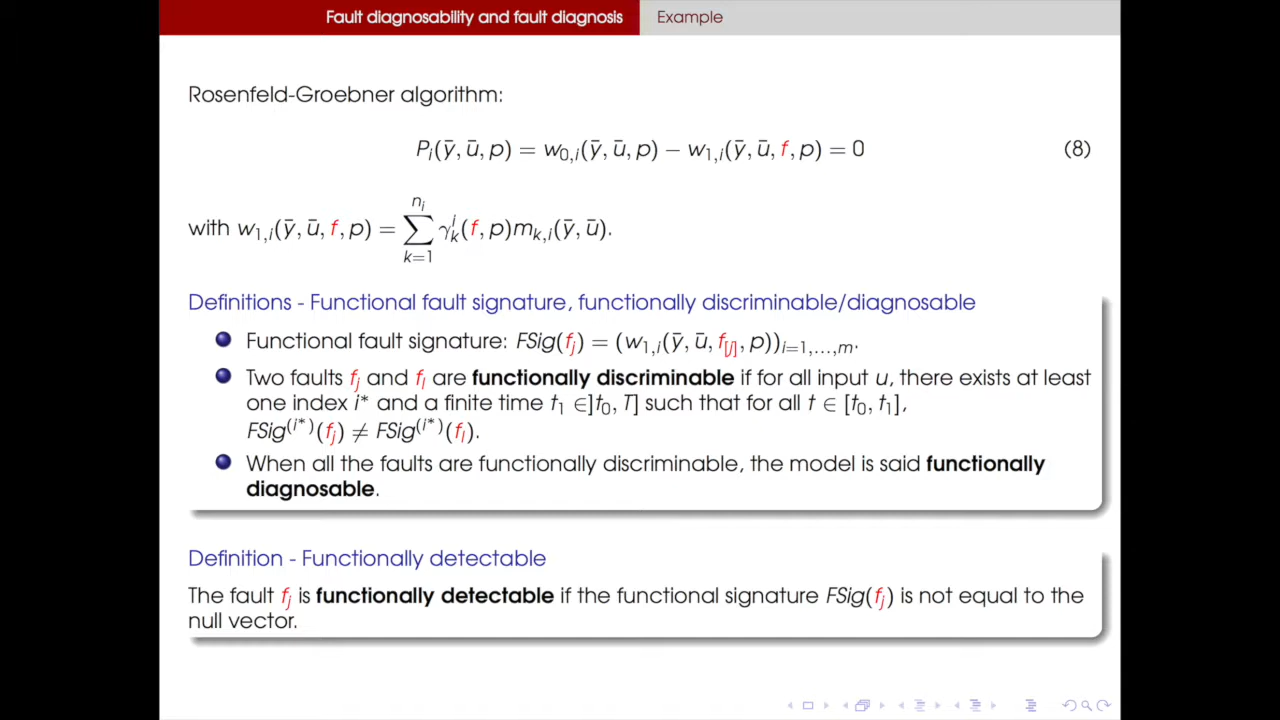 Fault diagnosability and fault diagnosis Example
Rosenfeld-Groebner algorithm:
P_i(ȳ, ū, p) = w_{0,i}(ȳ, ū, p) − w_{1,i}(ȳ, ū, f, p) = 0 (8)
with w_{1,i}(ȳ, ū, f, p) = ∑_{k=1}^{n_i} γ_k^i(f, p)m_{k,i}(ȳ, ū).
Definitions - Functional fault signature, functionally discriminable/diagnosable
Functional fault signature: FSig(f_j) = (w_{1,i}(ȳ, ū, f_{[j]}, p))_{i=1,…,m}.
Two faults f_j and f_l are functionally discriminable if for all input u, there exists at least
one index i* and a finite time t_1 ∈]t_0, T] such that for all t ∈ [t_0, t_1],
FSig^{(i*)}(f_j) ≠ FSig^{(i*)}(f_l).
When all the faults are functionally discriminable, the model is said functionally
diagnosable.
Definition - Functionally detectable
The fault f_j is functionally detectable if the functional signature FSig(f_j) is not equal to the
null vector.